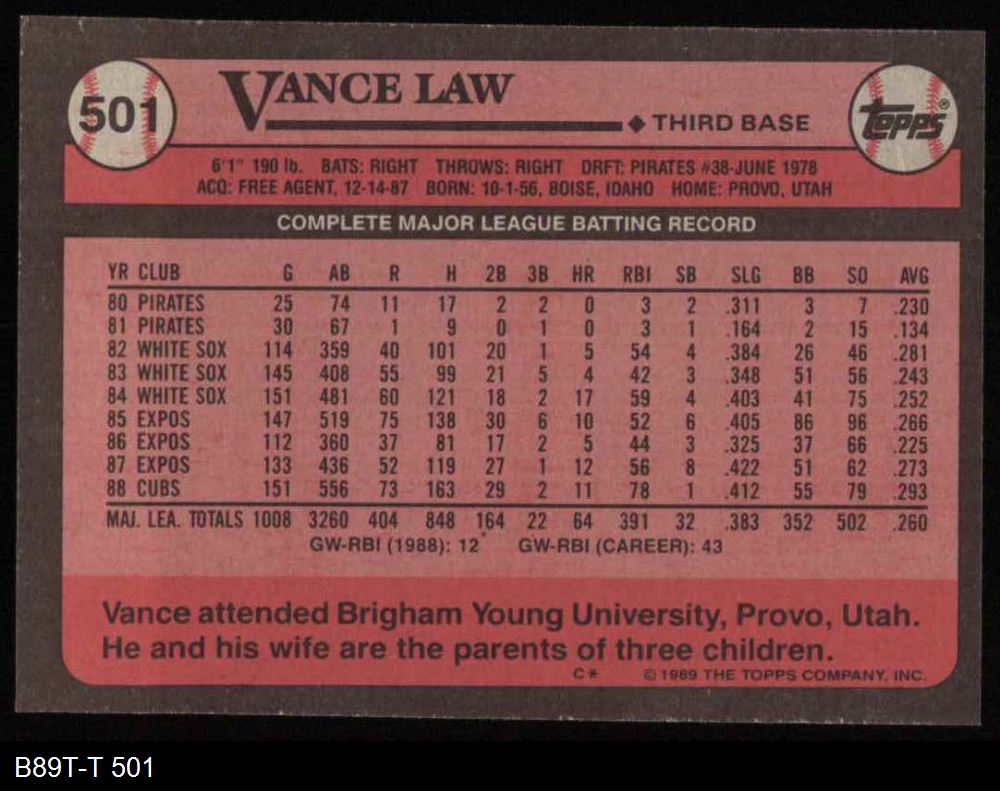 501 VANCE LAW
◆ THIRD BASE
TOPPS®
6'1" 190 lb. BATS: RIGHT THROWS: RIGHT DRFT: PIRATES #38-JUNE 1978
ACQ: FREE AGENT, 12-14-87 BORN: 10-1-56, BOISE, IDAHO HOME: PROVO, UTAH
COMPLETE MAJOR LEAGUE BATTING RECORD
YR CLUB G AB R H 2B 3B HR RBI SB SLG BB SO AVG
80 PIRATES 25 74 11 17 2 2 0 3 2 .311 3 7 .230
81 PIRATES 30 67 1 9 0 1 0 3 1 .164 2 15 .134
82 WHITE SOX 114 359 40 101 20 1 5 54 4 .384 26 46 .281
83 WHITE SOX 145 408 55 99 21 5 4 42 3 .348 51 56 .243
84 WHITE SOX 151 481 60 121 18 2 17 59 4 .403 41 75 .252
85 EXPOS 147 519 75 138 30 6 10 52 6 .405 86 96 .266
86 EXPOS 112 360 37 81 17 2 5 44 3 .325 37 66 .225
87 EXPOS 133 436 52 119 27 1 12 56 8 .422 51 62 .273
88 CUBS 151 556 73 163 29 2 11 78 1 .412 55 79 .293
MAJ. LEA. TOTALS 1008 3260 404 848 164 22 64 391 32 .383 352 502 .260
GW-RBI (1988): 12 GW-RBI (CAREER): 43
Vance attended Brigham Young University, Provo, Utah.
He and his wife are the parents of three children.
C* © 1989 THE TOPPS COMPANY, INC.
B89T-T 501